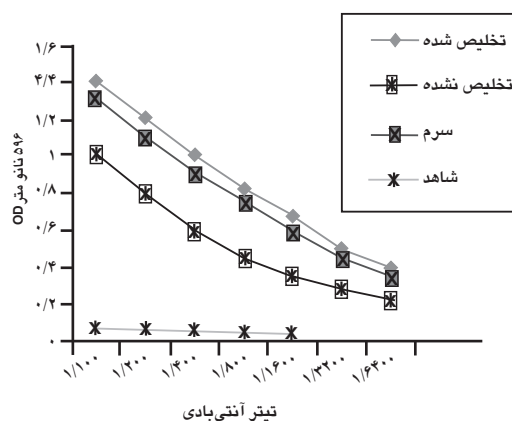 تخلیص شده
تخلیص نشده
سرم
شاهد
OD ۵۹۶ نانو متر
۱/۶
۴/۴
۱/۲
۱
۰/۸
۰/۶
۰/۴
۰/۲
۰
۱/۱۰۰
۱/۲۰۰
۱/۴۰۰
۱/۸۰۰
۱/۱۶۰۰
۱/۳۲۰۰
۱/۶۴۰۰
تیتر آنتی‌بادی